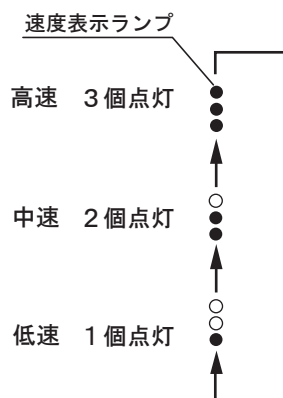 速度表示ランプ
高速　３個点灯
中速　２個点灯
低速　１個点灯